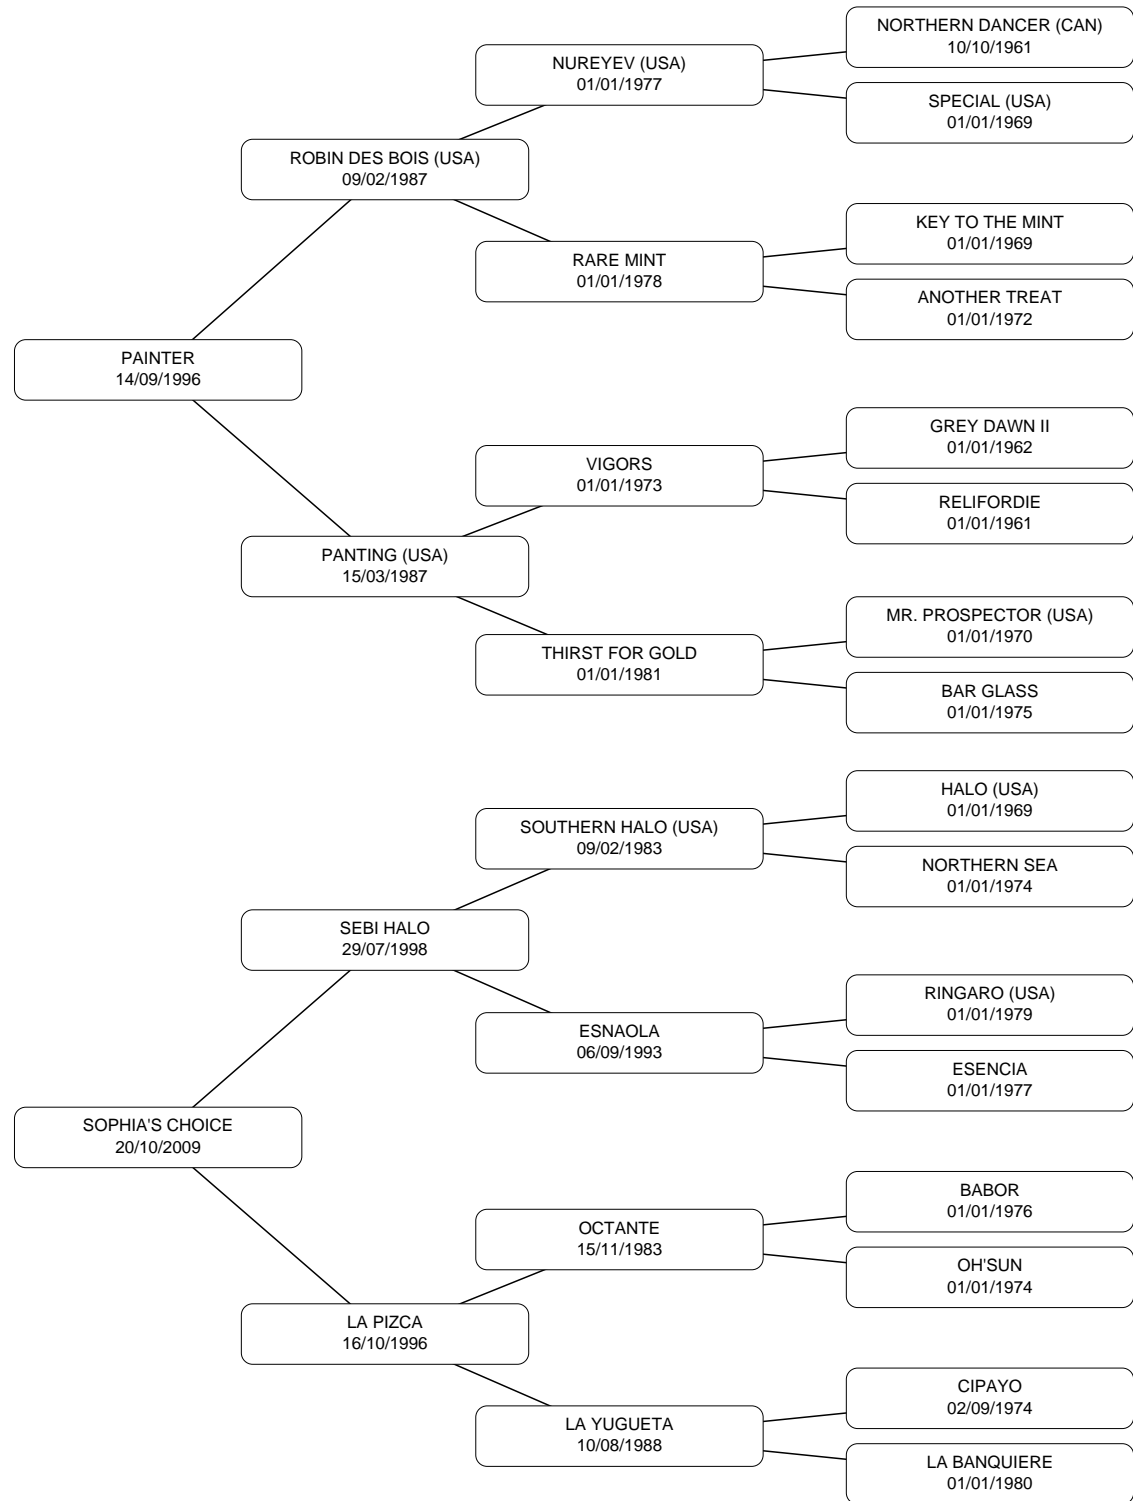 NORTHERN DANCER (CAN)
10/10/1961
NUREYEV (USA)
01/01/1977
SPECIAL (USA)
01/01/1969
ROBIN DES BOIS (USA)
09/02/1987
KEY TO THE MINT
01/01/1969
RARE MINT
01/01/1978
ANOTHER TREAT
01/01/1972
PAINTER
14/09/1996
GREY DAWN II
01/01/1962
VIGORS
01/01/1973
RELIFORDIE
01/01/1961
PANTING (USA)
15/03/1987
MR. PROSPECTOR (USA)
01/01/1970
THIRST FOR GOLD
01/01/1981
BAR GLASS
01/01/1975
HALO (USA)
01/01/1969
SOUTHERN HALO (USA)
09/02/1983
NORTHERN SEA
01/01/1974
SEBI HALO
29/07/1998
RINGARO (USA)
01/01/1979
ESNAOLA
06/09/1993
ESENCIA
01/01/1977
SOPHIA'S CHOICE
20/10/2009
BABOR
01/01/1976
OCTANTE
15/11/1983
OH'SUN
01/01/1974
LA PIZCA
16/10/1996
CIPAYO
02/09/1974
LA YUGUETA
10/08/1988
LA BANQUIERE
01/01/1980